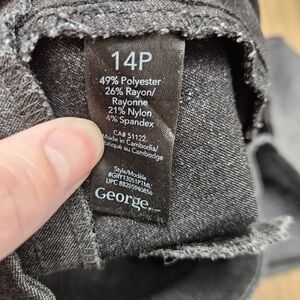 14P
49% Polyester
26% Rayon/
Rayonne
21% Nylon
4% Spandex
CA# 51122
Made in Cambodia/
au Cambodge
Style/Modèle
George